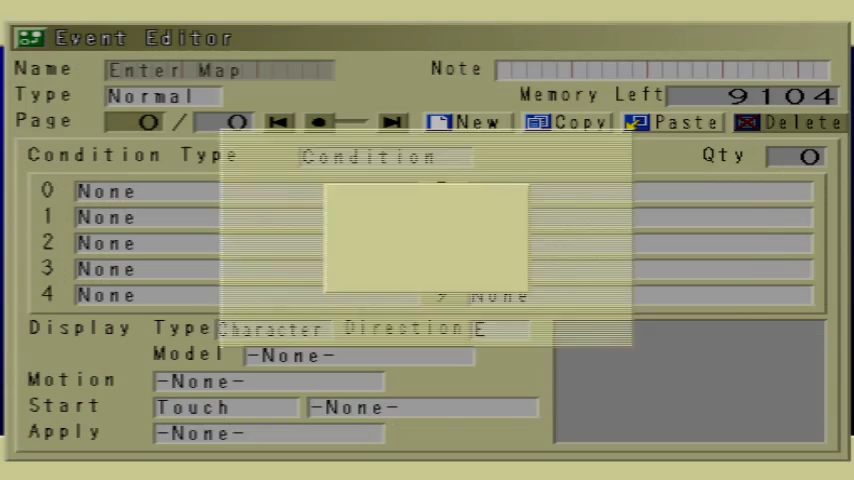 Event Editor
Name Enter Map Note
Type Normal Memory Left 9104
Page 0 / 0 New Copy Paste Delete
Condition Type Condition Qty 0
0 None
1 None
2 None
3 None
4 None 9 None
Display Type Character Direction E
Model -None-
Motion -None-
Start Touch -None-
Apply -None-